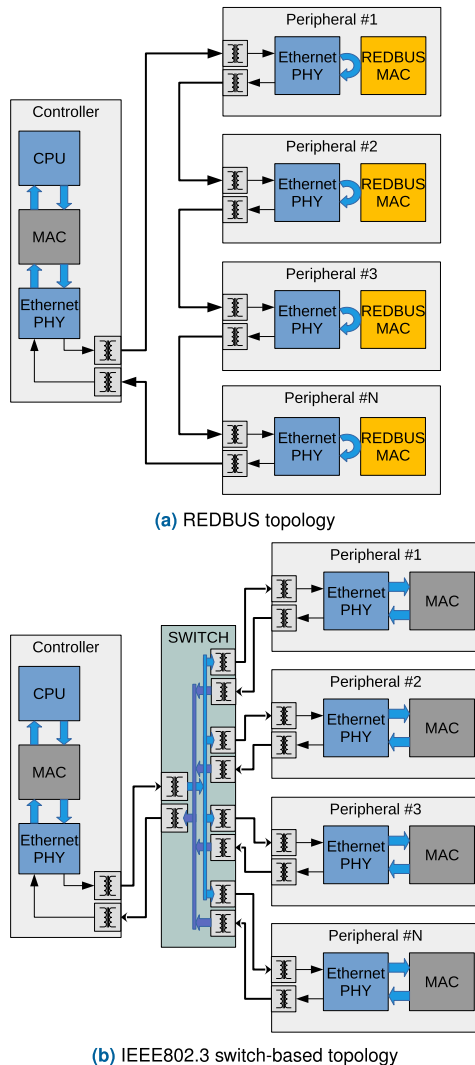 Peripheral #1
Ethernet
PHY
REDBUS
MAC
Controller
CPU
MAC
Ethernet
PHY
Peripheral #2
Ethernet
PHY
REDBUS
MAC
Peripheral #3
Ethernet
PHY
REDBUS
MAC
Peripheral #N
Ethernet
PHY
REDBUS
MAC
(a) REDBUS topology
Peripheral #1
Ethernet
PHY
MAC
Controller
CPU
MAC
Ethernet
PHY
SWITCH
Peripheral #2
Ethernet
PHY
MAC
Peripheral #3
Ethernet
PHY
MAC
Peripheral #N
Ethernet
PHY
MAC
(b) IEEE802.3 switch-based topology